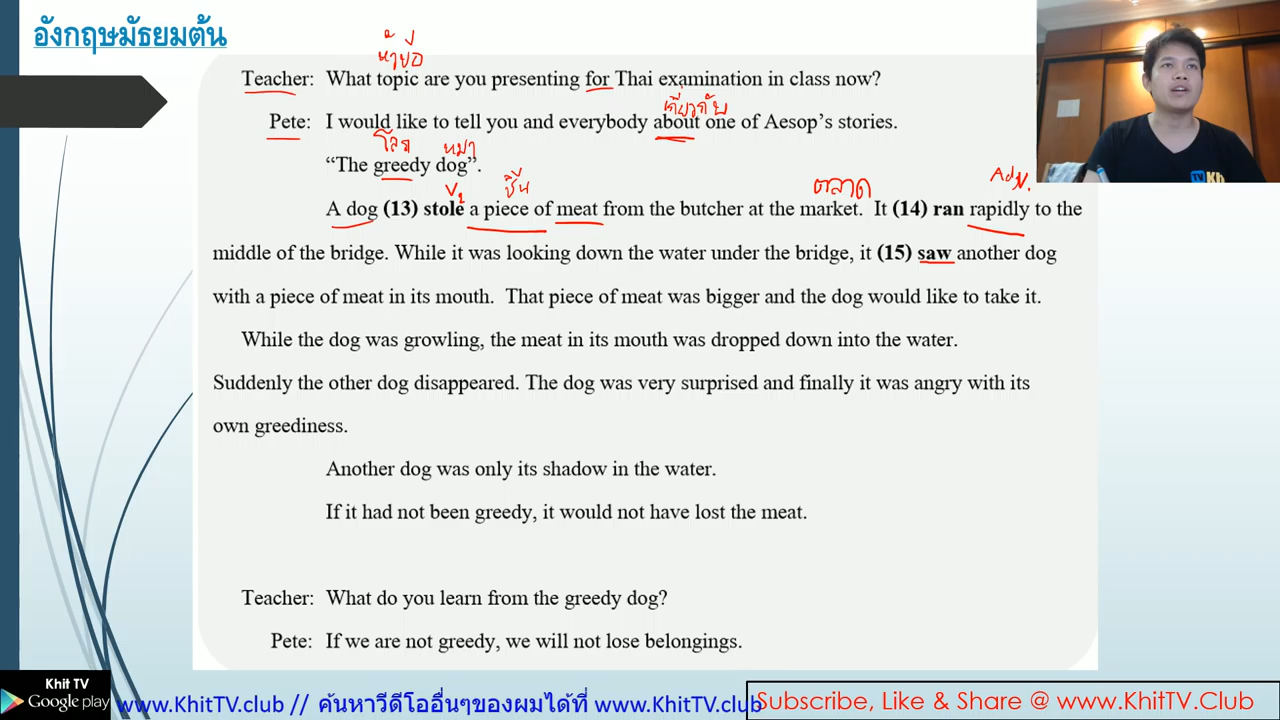 อังกฤษมัธยมต้น
หัวข้อ
Teacher: What topic are you presenting for Thai examination in class now?
เกี่ยวกับ
Pete: I would like to tell you and everybody about one of Aesop's stories.
โลภ หมา
"The greedy dog".
V2 ชิ้น ตลาด Adv.
A dog (13) stole a piece of meat from the butcher at the market. It (14) ran rapidly to the
middle of the bridge. While it was looking down the water under the bridge, it (15) saw another dog
with a piece of meat in its mouth. That piece of meat was bigger and the dog would like to take it.
While the dog was growling, the meat in its mouth was dropped down into the water.
Suddenly the other dog disappeared. The dog was very surprised and finally it was angry with its
own greediness.
Another dog was only its shadow in the water.
If it had not been greedy, it would not have lost the meat.
Teacher: What do you learn from the greedy dog?
Pete: If we are not greedy, we will not lose belongings.
Khit TV
Google play
www.KhitTV.club // ค้นหาวีดีโออื่นๆของผมได้ที่ www.KhitTV.club
Subscribe, Like & Share @ www.KhitTV.Club